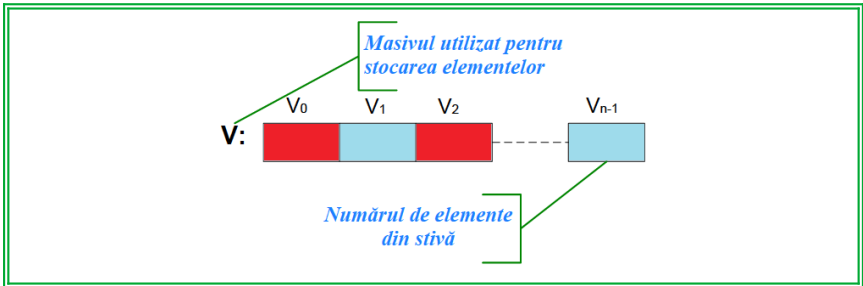 Masivul utilizat pentru
stocarea elementelor
V0 V1 V2 Vn-1
V:
Numărul de elemente
din stivă